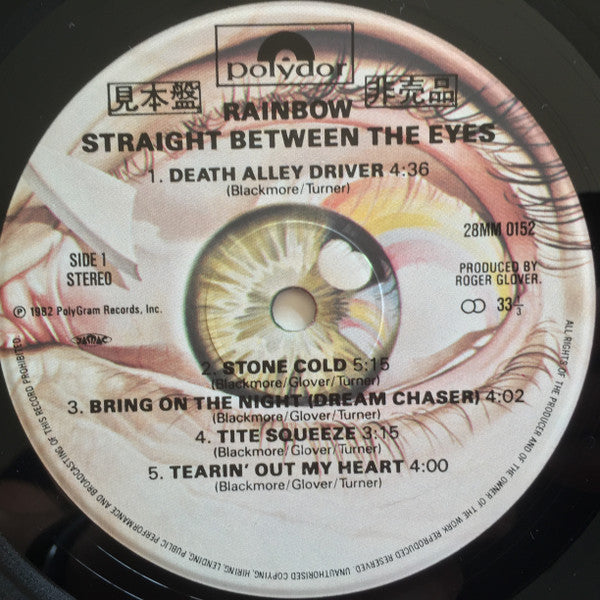 polydor
見本盤
非売品
RAINBOW
STRAIGHT BETWEEN THE EYES
1. DEATH ALLEY DRIVER 4:36
(Blackmore/Turner)
28MM 0152
SIDE 1
STEREO
PRODUCED BY
ROGER GLOVER.
℗ 1982 PolyGram Records, Inc.
33⅓
JASRAC
2. STONE COLD 5:15
(Blackmore/Glover/Turner)
3. BRING ON THE NIGHT (DREAM CHASER) 4:02
(Blackmore/Glover/Turner)
4. TITE SQUEEZE 3:15
(Blackmore/Glover/Turner)
5. TEARIN' OUT MY HEART 4:00
(Blackmore/Glover/Turner)
ALL RIGHTS OF THE PRODUCER AND OF THE OWNER OF THE WORK REPRODUCED RESERVED. UNAUTHORISED COPYING, HIRING, LENDING, PUBLIC PERFORMANCE AND BROADCASTING OF THIS RECORD PROHIBITED